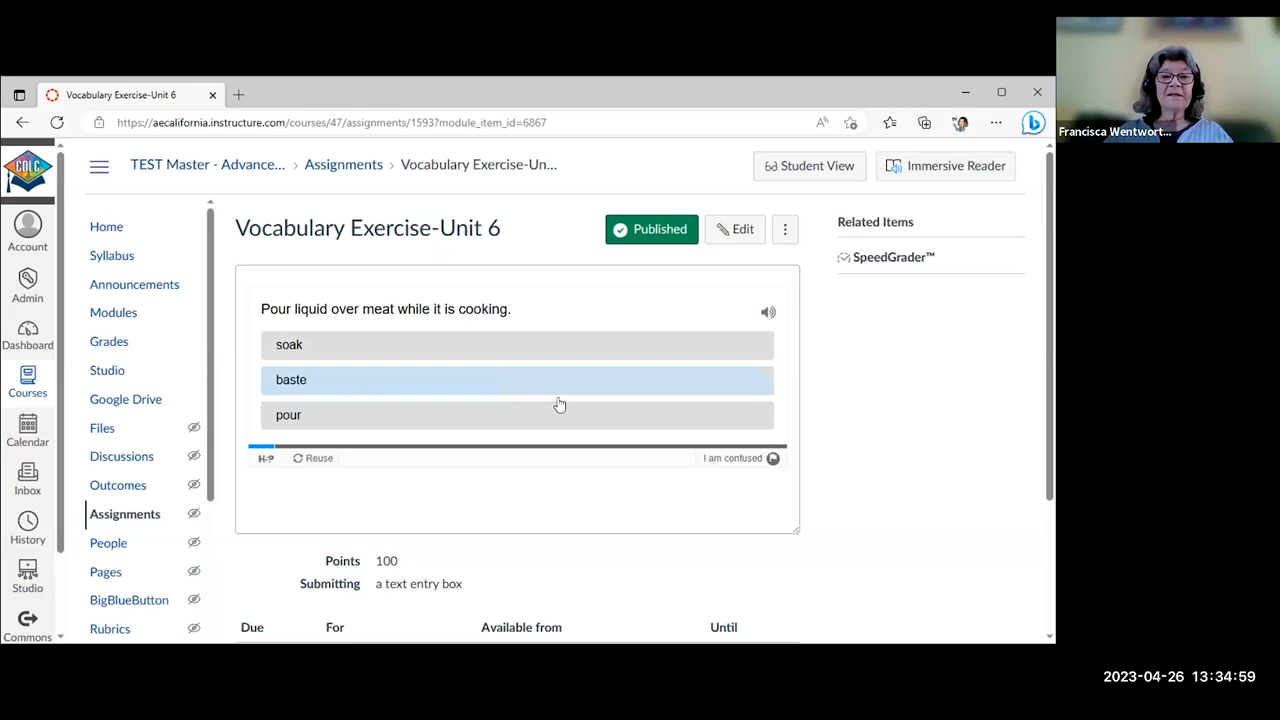 Vocabulary Exercise-Unit 6
https://aecalifornia.instructure.com/courses/47/assignments/1593?module_item_id=6867
Francisca Wentwort...
COLC
Account
Admin
Dashboard
Courses
Calendar
Inbox
History
Studio
Commons
TEST Master - Advance... > Assignments > Vocabulary Exercise-Un...
Student View
Immersive Reader
Home
Syllabus
Announcements
Modules
Grades
Studio
Google Drive
Files
Discussions
Outcomes
Assignments
People
Pages
BigBlueButton
Rubrics
Vocabulary Exercise-Unit 6
Published
Edit
Related Items
SpeedGrader™
Pour liquid over meat while it is cooking.
soak
baste
pour
H-P
Reuse
I am confused
Points 100
Submitting a text entry box
Due For Available from Until
2023-04-26 13:34:59